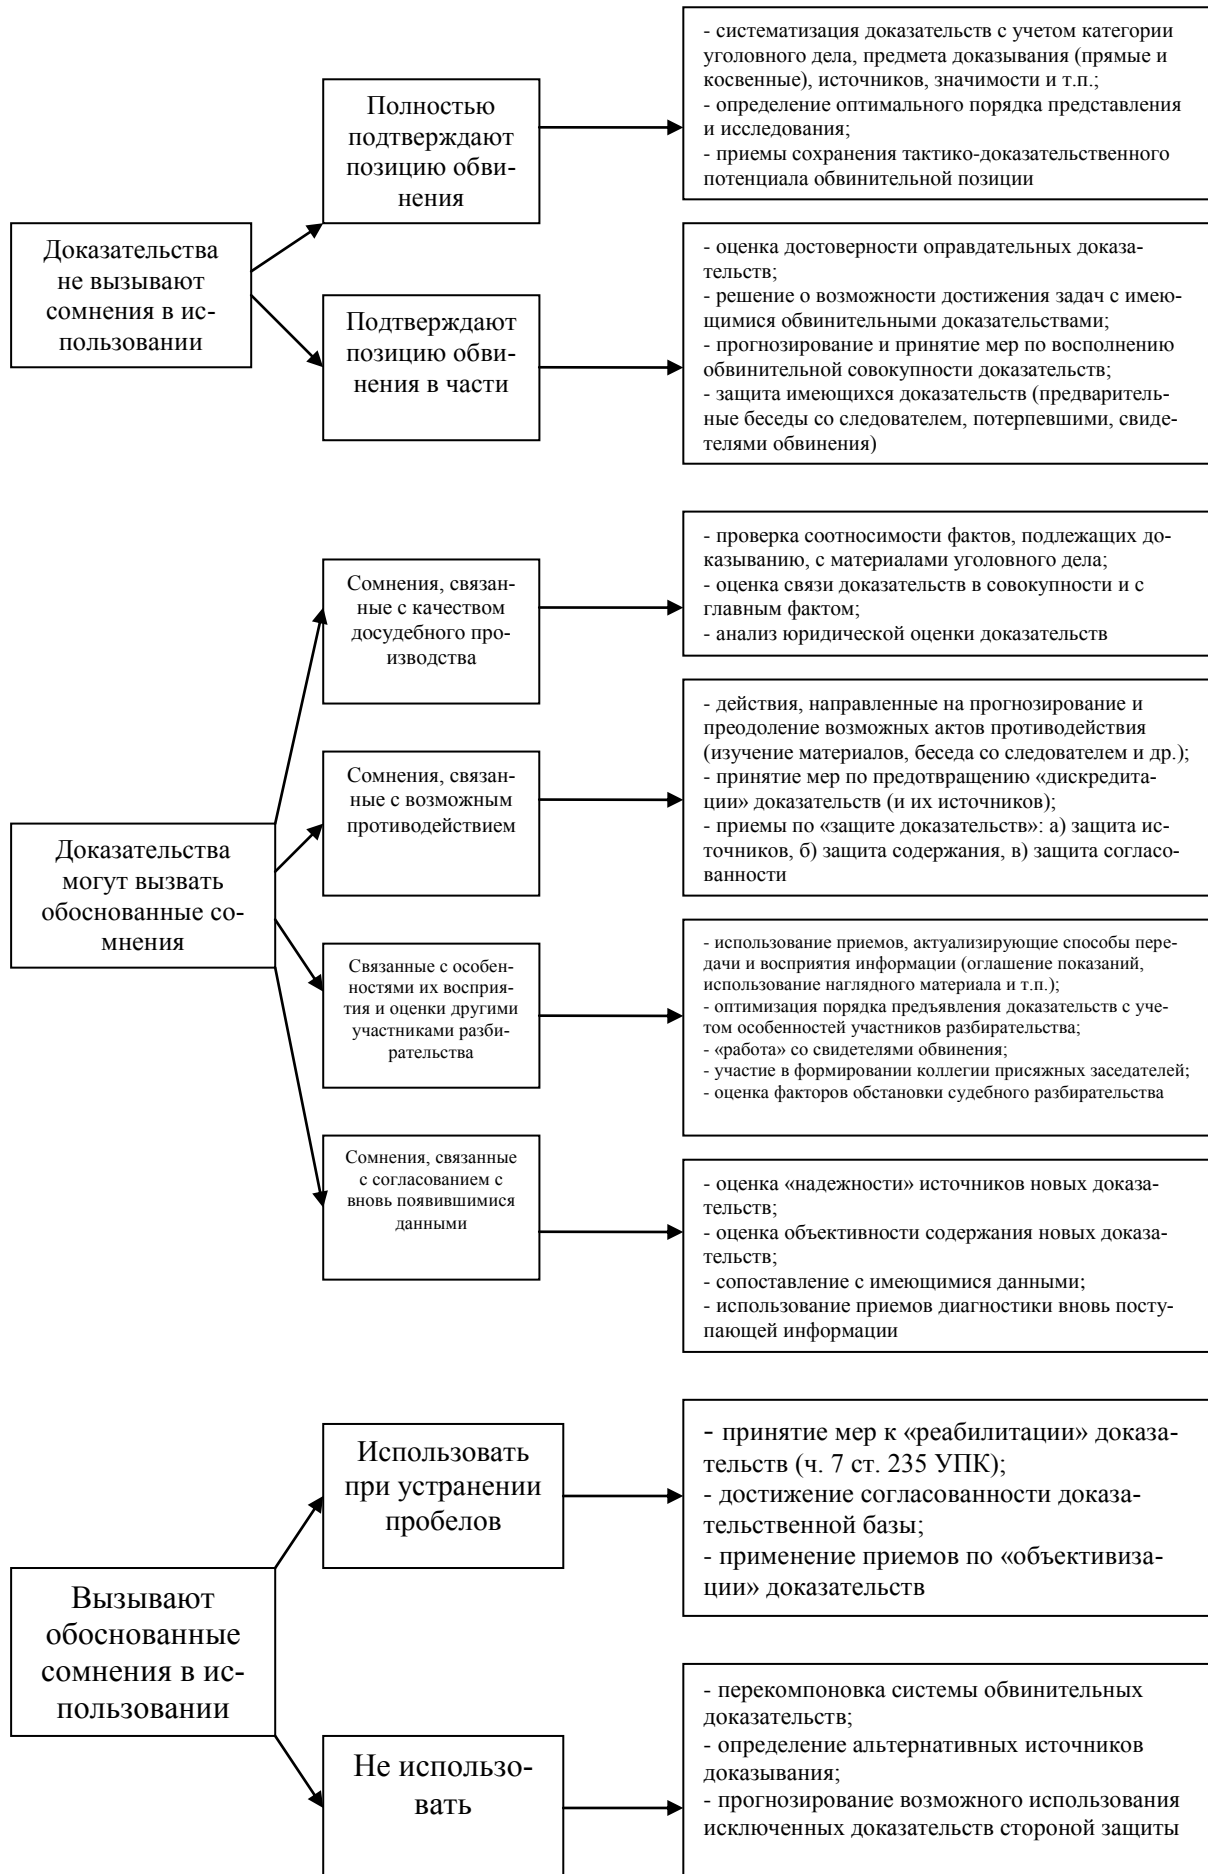 Доказательства
не вызывают
сомнения в ис-
пользовании
Полностью
подтверждают
позицию обви-
нения
- систематизация доказательств с учетом категории
уголовного дела, предмета доказывания (прямые и
косвенные), источников, значимости и т.п.;
- определение оптимального порядка представления
и исследования;
- приемы сохранения тактико-доказательственного
потенциала обвинительной позиции
Подтверждают
позицию обви-
нения в части
- оценка достоверности оправдательных доказа-
тельств;
- решение о возможности достижения задач с имею-
щимися обвинительными доказательствами;
- прогнозирование и принятие мер по восполнению
обвинительной совокупности доказательств;
- защита имеющихся доказательств (предваритель-
ные беседы со следователем, потерпевшими, свиде-
телями обвинения)
Доказательства
могут вызвать
обоснованные со-
мнения
Сомнения, связан-
ные с качеством
досудебного про-
изводства
- проверка соотносимости фактов, подлежащих до-
казыванию, с материалами уголовного дела;
- оценка связи доказательств в совокупности и с
главным фактом;
- анализ юридической оценки доказательств
Сомнения, связан-
ные с возможным
противодействием
- действия, направленные на прогнозирование и
преодоление возможных актов противодействия
(изучение материалов, беседа со следователем и др.);
- принятие мер по предотвращению «дискредита-
ции» доказательств (и их источников);
- приемы по «защите доказательств»: а) защита ис-
точников, б) защита содержания, в) защита согласо-
ванности
Связанные с особен-
ностями их восприя-
тия и оценки другими
участниками разби-
рательства
- использование приемов, актуализирующие способы пере-
дачи и восприятия информации (оглашение показаний,
использование наглядного материала и т.п.);
- оптимизация порядка предъявления доказательств с уче-
том особенностей участников разбирательства;
- «работа» со свидетелями обвинения;
- участие в формировании коллегии присяжных заседателей;
- оценка факторов обстановки судебного разбирательства
Сомнения, связанные
с согласованием с
вновь появившимися
данными
- оценка «надежности» источников новых доказа-
тельств;
- оценка объективности содержания новых доказа-
тельств;
- сопоставление с имеющимися данными;
- использование приемов диагностики вновь посту-
пающей информации
Вызывают
обоснованные
сомнения в ис-
пользовании
Использовать
при устранении
пробелов
- принятие мер к «реабилитации» доказа-
тельств (ч. 7 ст. 235 УПК);
- достижение согласованности доказа-
тельственной базы;
- применение приемов по «объективиза-
ции» доказательств
Не использо-
вать
- перекомпоновка системы обвинительных
доказательств;
- определение альтернативных источников
доказывания;
- прогнозирование возможного использования
исключенных доказательств стороной защиты